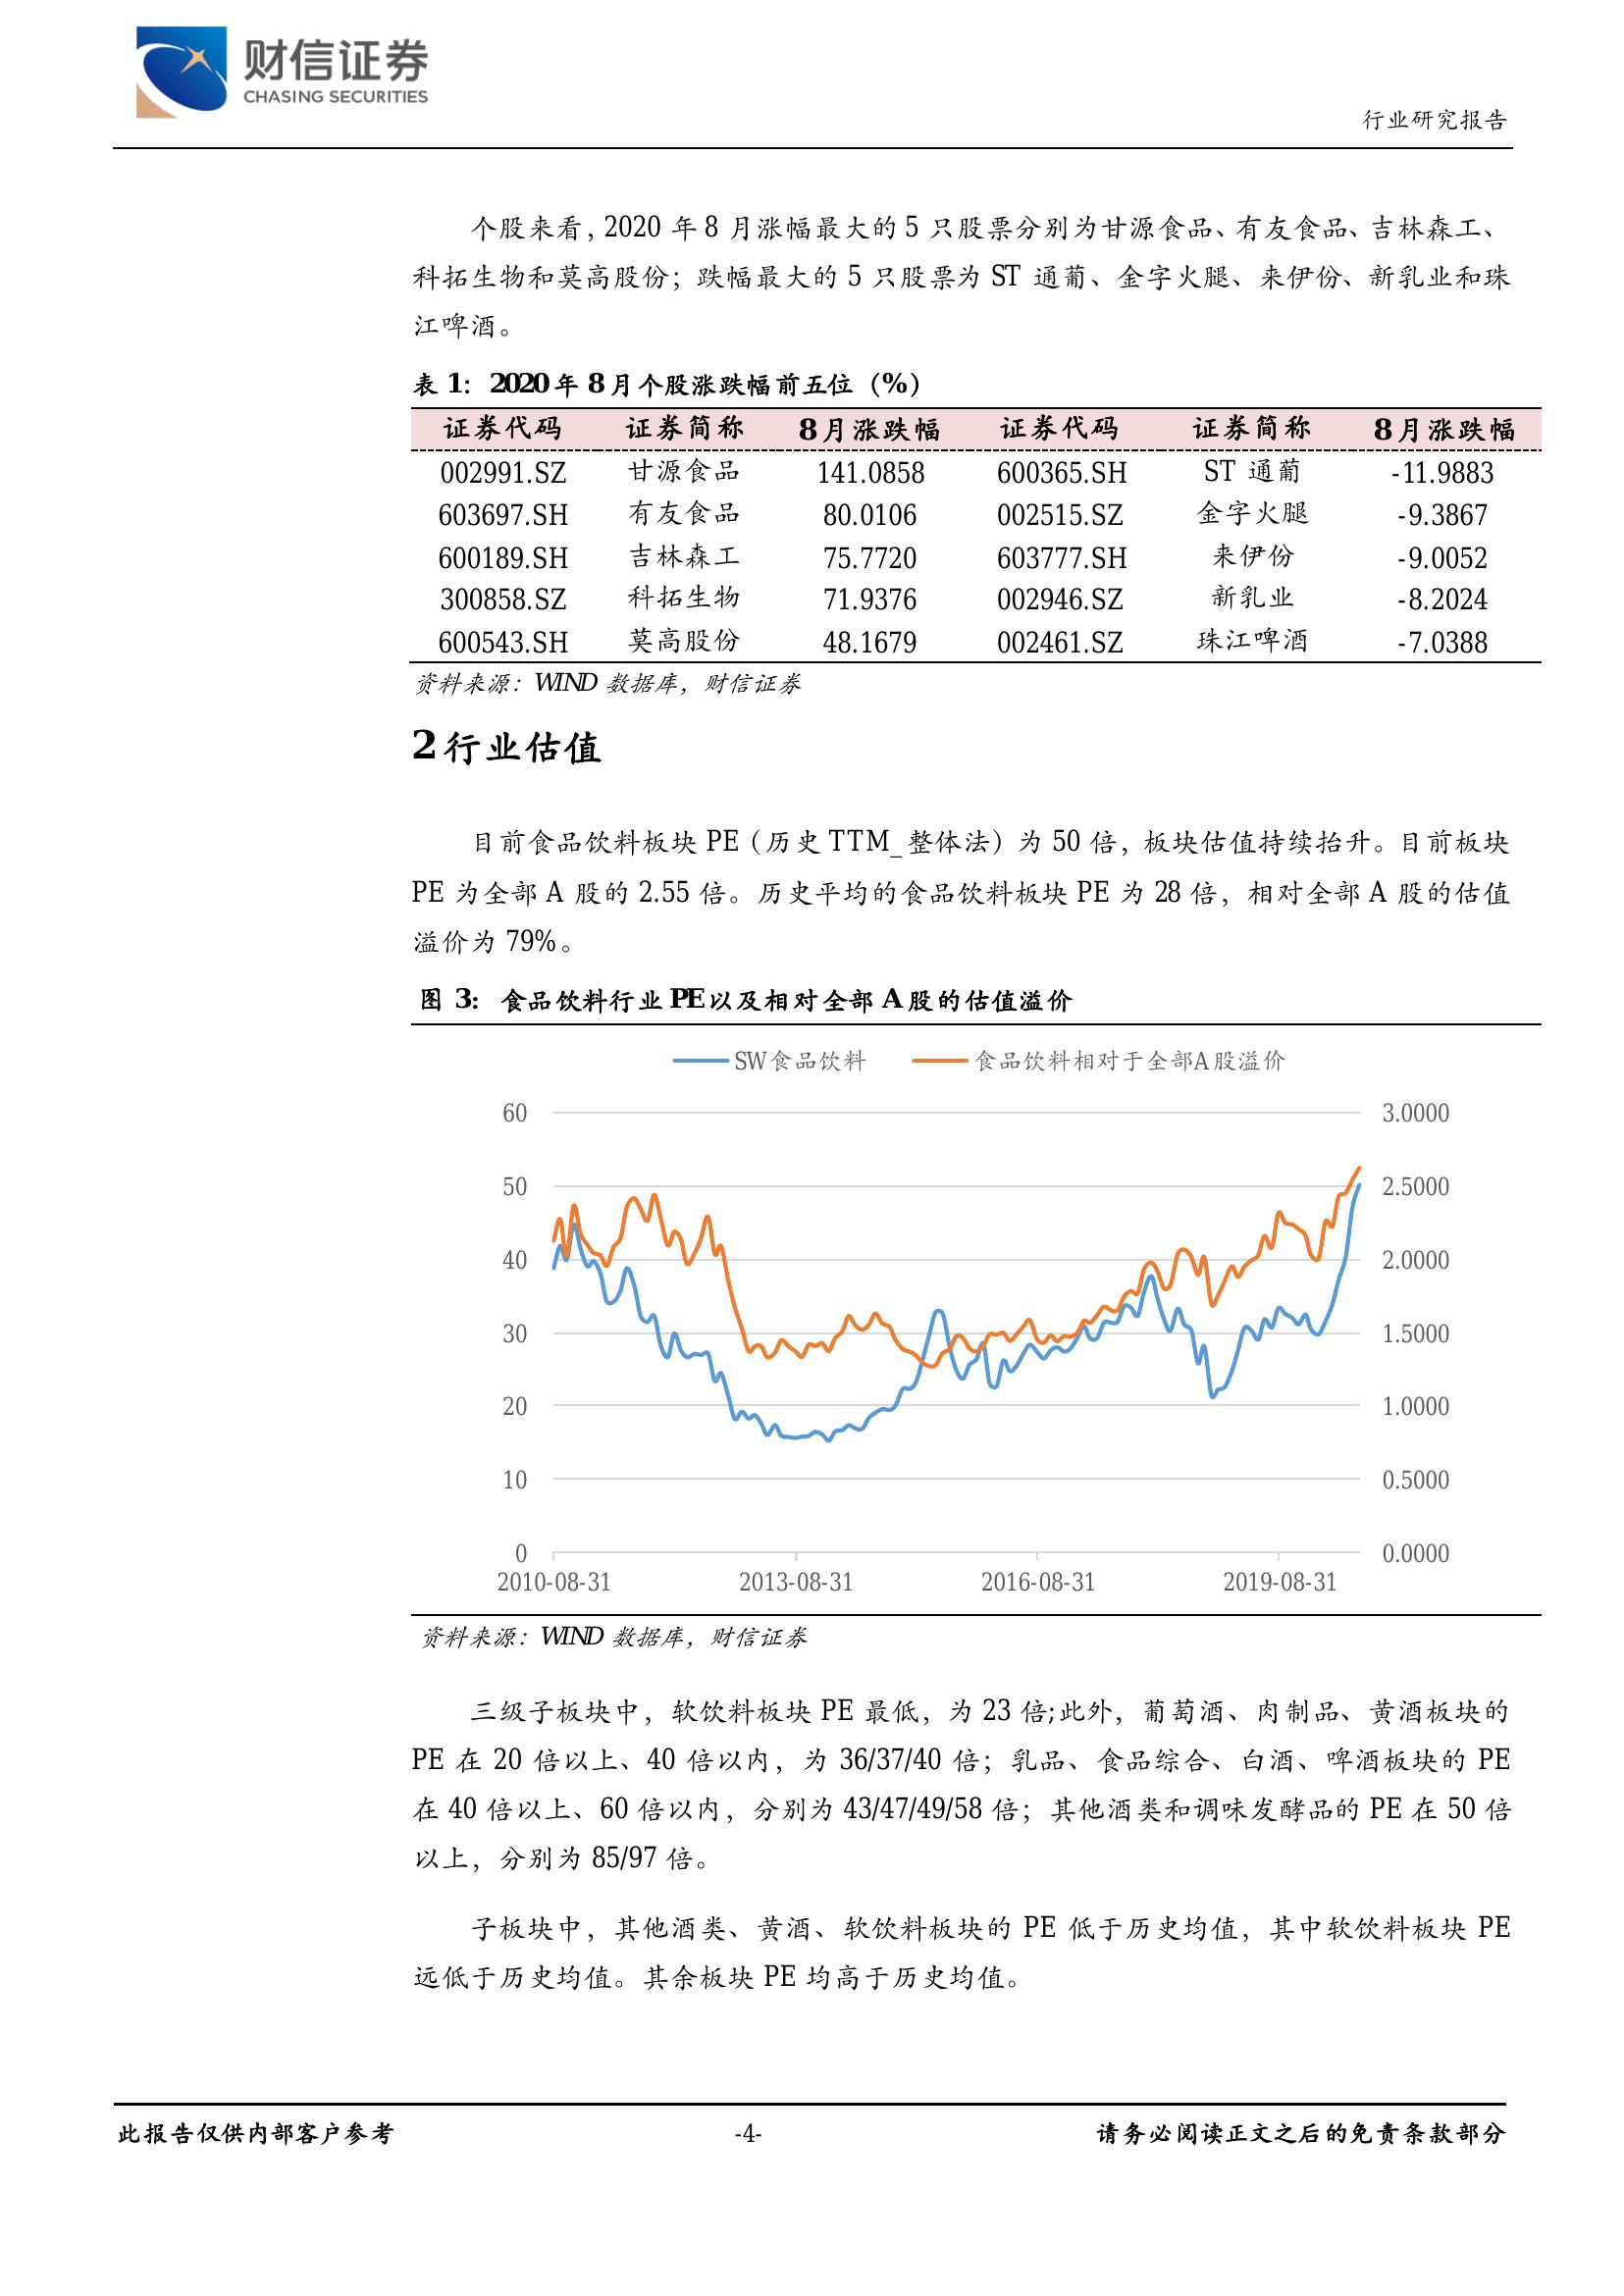 财信证券
CHASING SECURITIES
行业研究报告
个股来看，2020 年 8 月涨幅最大的 5 只股票分别为甘源食品、有友食品、吉林森工、
科拓生物和莫高股份；跌幅最大的 5 只股票为 ST 通葡、金字火腿、来伊份、新乳业和珠
江啤酒。
表 1：2020 年 8 月个股涨跌幅前五位（%）
证券代码 证券简称 8 月涨跌幅 证券代码 证券简称 8 月涨跌幅
002991.SZ 甘源食品 141.0858 600365.SH ST 通葡 -11.9883
603697.SH 有友食品 80.0106 002515.SZ 金字火腿 -9.3867
600189.SH 吉林森工 75.7720 603777.SH 来伊份 -9.0052
300858.SZ 科拓生物 71.9376 002946.SZ 新乳业 -8.2024
600543.SH 莫高股份 48.1679 002461.SZ 珠江啤酒 -7.0388
资料来源：WIND 数据库，财信证券
2 行业估值
目前食品饮料板块 PE（历史 TTM_整体法）为 50 倍，板块估值持续抬升。目前板块
PE 为全部 A 股的 2.55 倍。历史平均的食品饮料板块 PE 为 28 倍，相对全部 A 股的估值
溢价为 79%。
图 3：食品饮料行业 PE 以及相对全部 A 股的估值溢价
SW食品饮料 食品饮料相对于全部A股溢价
60 3.0000
50 2.5000
40 2.0000
30 1.5000
20 1.0000
10 0.5000
0 0.0000
2010-08-31 2013-08-31 2016-08-31 2019-08-31
资料来源：WIND 数据库，财信证券
三级子板块中，软饮料板块 PE 最低，为 23 倍;此外，葡萄酒、肉制品、黄酒板块的
PE 在 20 倍以上、40 倍以内，为 36/37/40 倍；乳品、食品综合、白酒、啤酒板块的 PE
在 40 倍以上、60 倍以内，分别为 43/47/49/58 倍；其他酒类和调味发酵品的 PE 在 50 倍
以上，分别为 85/97 倍。
子板块中，其他酒类、黄酒、软饮料板块的 PE 低于历史均值，其中软饮料板块 PE
远低于历史均值。其余板块 PE 均高于历史均值。
此报告仅供内部客户参考 -4- 请务必阅读正文之后的免责条款部分